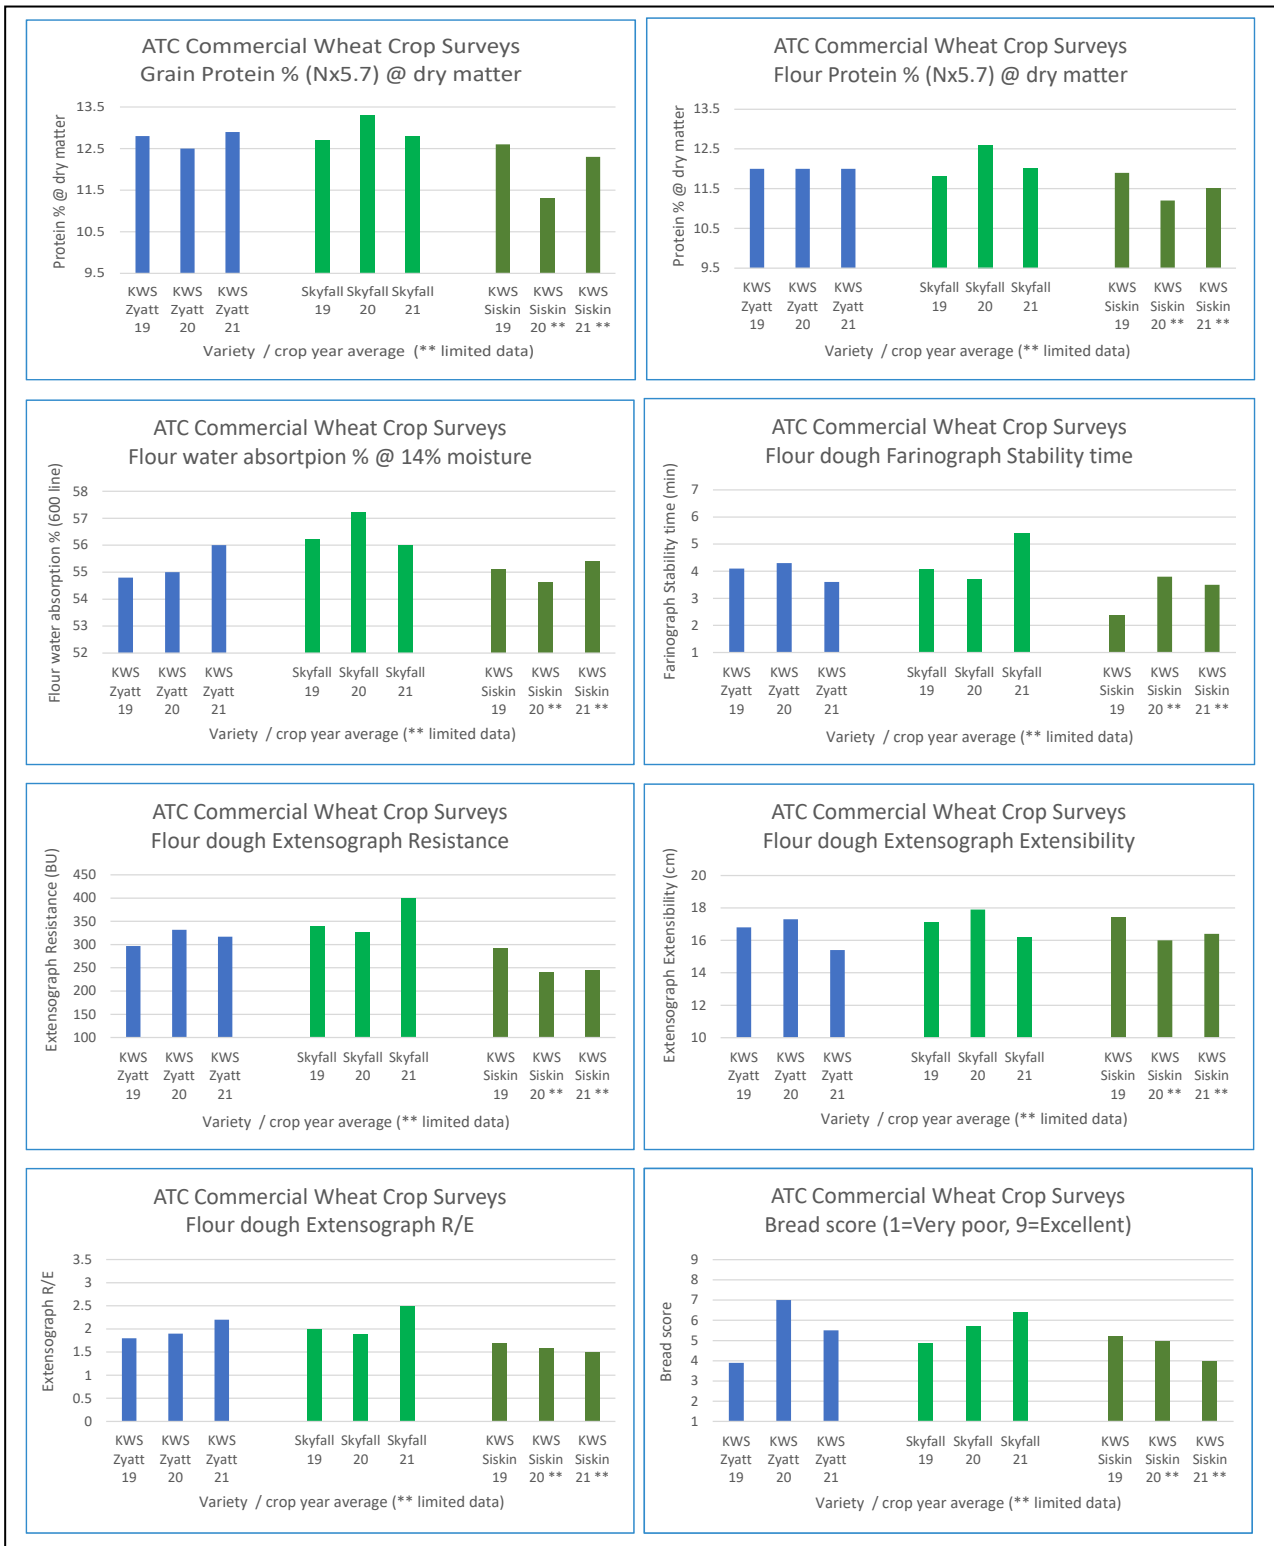 ATC Commercial Wheat Crop Surveys
Grain Protein % (Nx5.7) @ dry matter
Protein % @ dry matter
13.5
12.5
11.5
10.5
9.5
KWS KWS KWS Skyfall Skyfall Skyfall KWS KWS KWS
Zyatt Zyatt Zyatt 19 20 21 Siskin Siskin Siskin
19 20 21 19 20 ** 21 **
Variety / crop year average (** limited data)
ATC Commercial Wheat Crop Surveys
Flour Protein % (Nx5.7) @ dry matter
Protein % @ dry matter
13.5
12.5
11.5
10.5
9.5
KWS KWS KWS Skyfall Skyfall Skyfall KWS KWS KWS
Zyatt Zyatt Zyatt 19 20 21 Siskin Siskin Siskin
19 20 21 19 20 ** 21 **
Variety / crop year average (** limited data)
ATC Commercial Wheat Crop Surveys
Flour water absortpion % @ 14% moisture
Flour water absorption % (600 line)
58
57
56
55
54
53
52
KWS KWS KWS Skyfall Skyfall Skyfall KWS KWS KWS
Zyatt Zyatt Zyatt 19 20 21 Siskin Siskin Siskin
19 20 21 19 20 ** 21 **
Variety / crop year average (** limited data)
ATC Commercial Wheat Crop Surveys
Flour dough Farinograph Stability time
Farinograph Stability time (min)
7
6
5
4
3
2
1
KWS KWS KWS Skyfall Skyfall Skyfall KWS KWS KWS
Zyatt Zyatt Zyatt 19 20 21 Siskin Siskin Siskin
19 20 21 19 20 ** 21 **
Variety / crop year average (** limited data)
ATC Commercial Wheat Crop Surveys
Flour dough Extensograph Resistance
Extensograph Resistance (BU)
450
400
350
300
250
200
150
100
KWS KWS KWS Skyfall Skyfall Skyfall KWS KWS KWS
Zyatt Zyatt Zyatt 19 20 21 Siskin Siskin Siskin
19 20 21 19 20 ** 21 **
Variety / crop year average (** limited data)
ATC Commercial Wheat Crop Surveys
Flour dough Extensograph Extensibility
Extensograph Extensibility (cm)
20
18
16
14
12
10
KWS KWS KWS Skyfall Skyfall Skyfall KWS KWS KWS
Zyatt Zyatt Zyatt 19 20 21 Siskin Siskin Siskin
19 20 21 19 20 ** 21 **
Variety / crop year average (** limited data)
ATC Commercial Wheat Crop Surveys
Flour dough Extensograph R/E
Extensograph R/E
3.5
3
2.5
2
1.5
1
0.5
0
KWS KWS KWS Skyfall Skyfall Skyfall KWS KWS KWS
Zyatt Zyatt Zyatt 19 20 21 Siskin Siskin Siskin
19 20 21 19 20 ** 21 **
Variety / crop year average (** limited data)
ATC Commercial Wheat Crop Surveys
Bread score (1=Very poor, 9=Excellent)
Bread score
9
8
7
6
5
4
3
2
1
KWS KWS KWS Skyfall Skyfall Skyfall KWS KWS KWS
Zyatt Zyatt Zyatt 19 20 21 Siskin Siskin Siskin
19 20 21 19 20 ** 21 **
Variety / crop year average (** limited data)